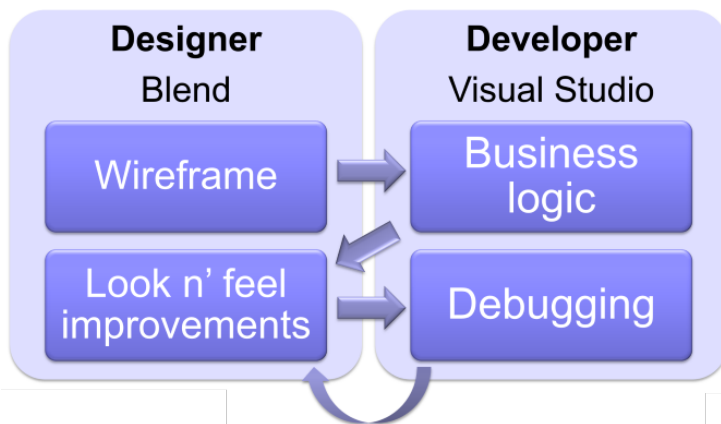 Designer
Blend
Wireframe
Look n’ feel
improvements
Developer
Visual Studio
Business
logic
Debugging